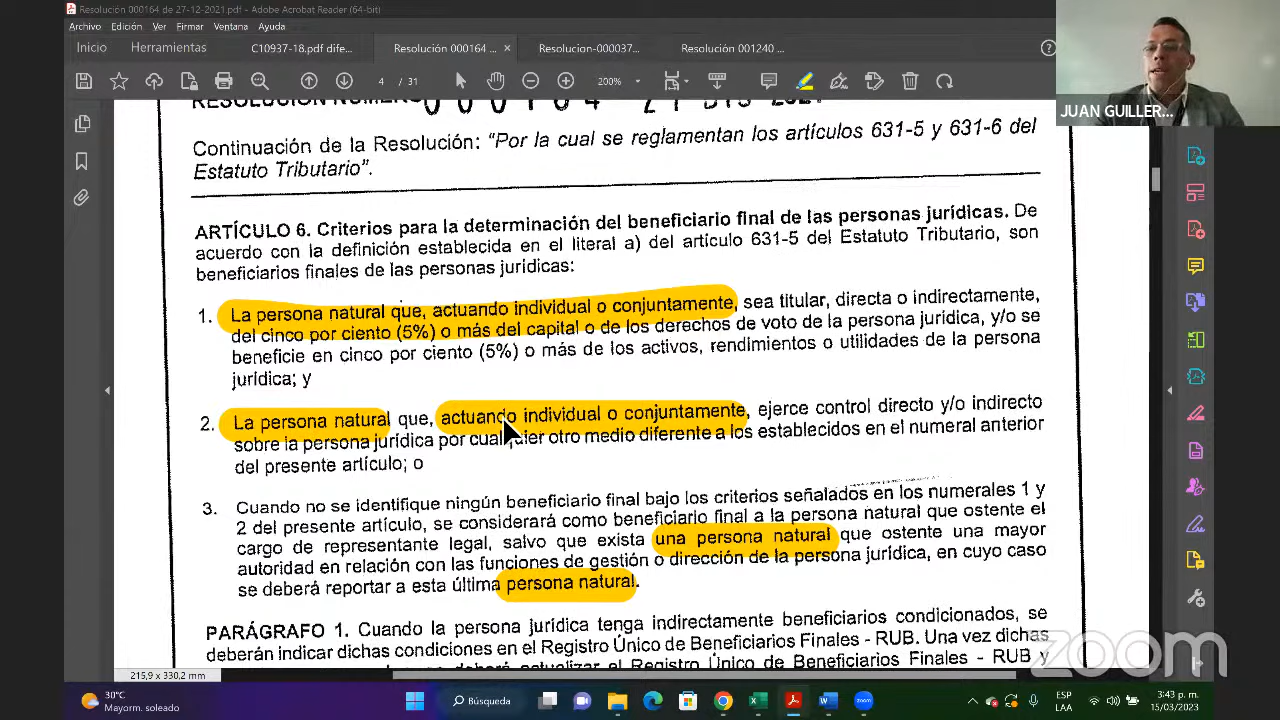 Resolución 000164 de 27-12-2021.pdf - Adobe Acrobat Reader (64-bit)
Archivo Edición Ver Firmar Ventana Ayuda
Inicio Herramientas C10937-18.pdf dife... Resolución 000164 ... × Resolucion-000037... Resolución 001240 ...
4 / 31 200%
JUAN GUILLER...
Continuación de la Resolución: “Por la cual se reglamentan los artículos 631-5 y 631-6 del
Estatuto Tributario”.
ARTÍCULO 6. Criterios para la determinación del beneficiario final de las personas jurídicas. De
acuerdo con la definición establecida en el literal a) del artículo 631-5 del Estatuto Tributario, son
beneficiarios finales de las personas jurídicas:
1. La persona natural que, actuando individual o conjuntamente, sea titular, directa o indirectamente,
del cinco por ciento (5%) o más del capital o de los derechos de voto de la persona jurídica, y/o se
beneficie en cinco por ciento (5%) o más de los activos, rendimientos o utilidades de la persona
jurídica; y
2. La persona natural que, actuando individual o conjuntamente, ejerce control directo y/o indirecto
sobre la persona jurídica por cualquier otro medio diferente a los establecidos en el numeral anterior
del presente artículo; o
3. Cuando no se identifique ningún beneficiario final bajo los criterios señalados en los numerales 1 y
2 del presente artículo, se considerará como beneficiario final a la persona natural que ostente el
cargo de representante legal, salvo que exista una persona natural que ostente una mayor
autoridad en relación con las funciones de gestión o dirección de la persona jurídica, en cuyo caso
se deberá reportar a esta última persona natural.
PARÁGRAFO 1. Cuando la persona jurídica tenga indirectamente beneficiarios condicionados, se
deberán indicar dichas condiciones en el Registro Único de Beneficiarios Finales - RUB. Una vez dichas
actualizar el Registro Único de Beneficiarios Finales - RUB y
zoom
215,9 x 330,2 mm
30°C
Mayorm. soleado
Búsqueda
ESP
LAA
3:43 p. m.
15/03/2023